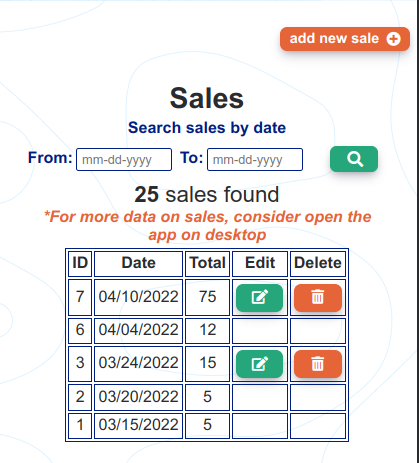 add new sale
Sales
Search sales by date
From: mm-dd-yyyy To: mm-dd-yyyy
25 sales found
*For more data on sales, consider open the
app on desktop
ID Date Total Edit Delete
7 04/10/2022 75
6 04/04/2022 12
3 03/24/2022 15
2 03/20/2022 5
1 03/15/2022 5